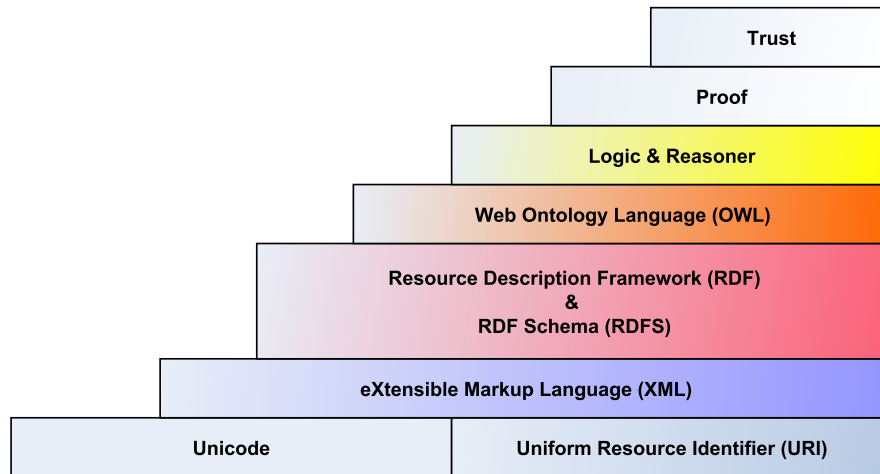 Trust
Proof
Logic & Reasoner
Web Ontology Language (OWL)
Resource Description Framework (RDF)
&
RDF Schema (RDFS)
eXtensible Markup Language (XML)
Unicode
Uniform Resource Identifier (URI)